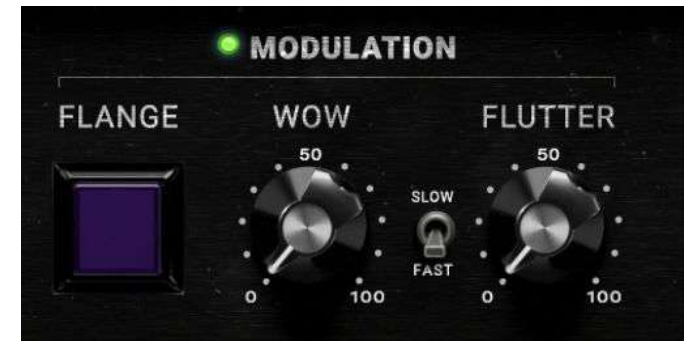 MODULATION
FLANGE WOW FLUTTER
50 50
SLOW
FAST
0 100 0 100